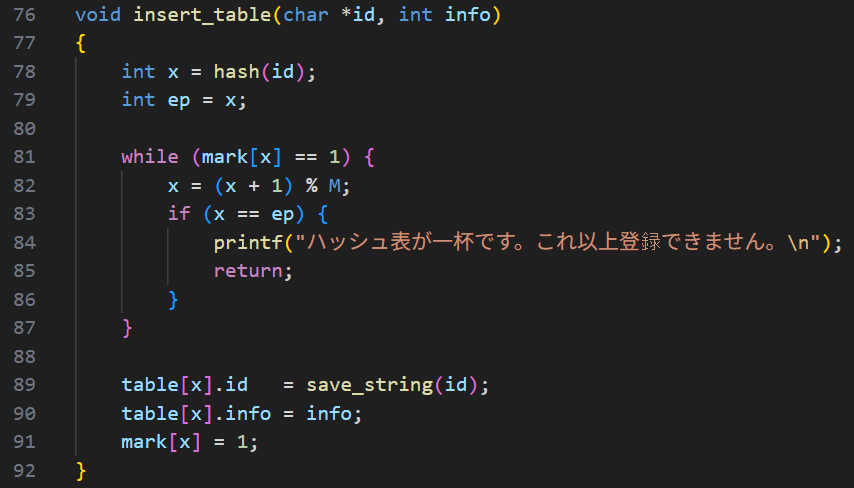 76 void insert_table(char *id, int info)
77 {
78     int x = hash(id);
79     int ep = x;
80
81     while (mark[x] == 1) {
82         x = (x + 1) % M;
83         if (x == ep) {
84             printf("ハッシュ表が一杯です。これ以上登録できません。\n");
85             return;
86         }
87     }
88
89     table[x].id   = save_string(id);
90     table[x].info = info;
91     mark[x] = 1;
92 }